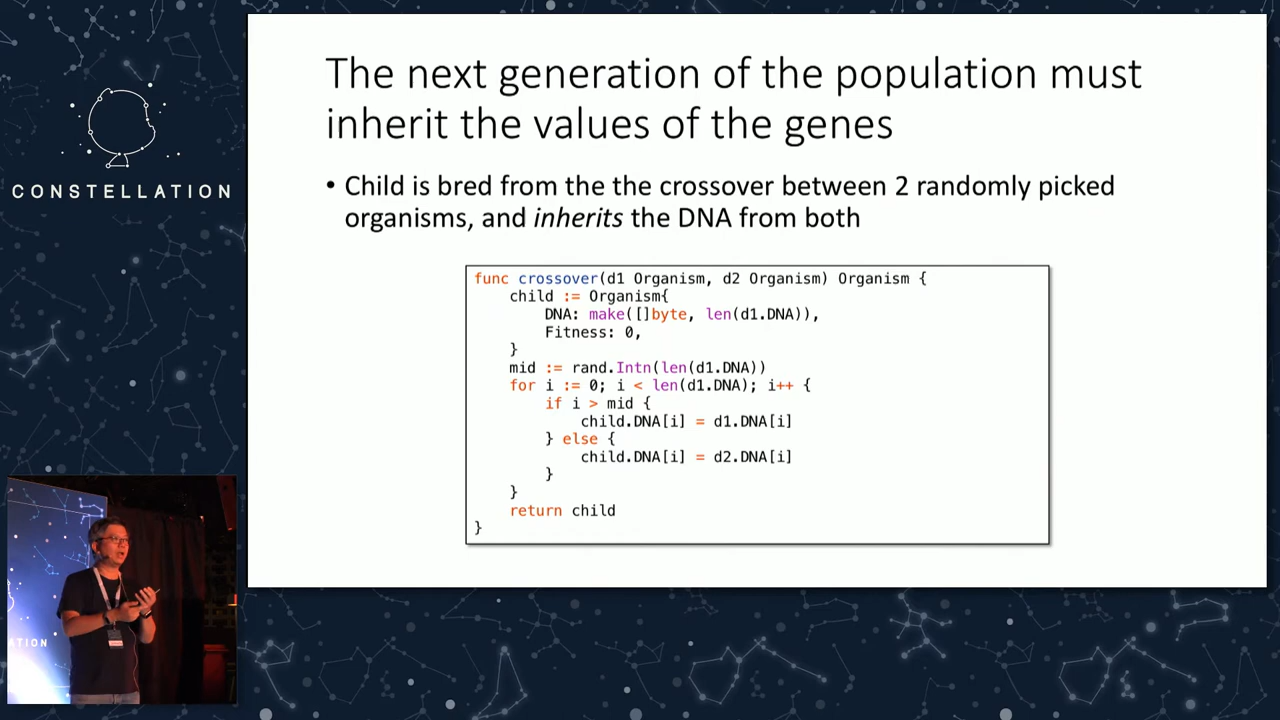 CONSTELLATION
The next generation of the population must
inherit the values of the genes
• Child is bred from the the crossover between 2 randomly picked
organisms, and inherits the DNA from both
func crossover(d1 Organism, d2 Organism) Organism {
    child := Organism{
        DNA: make([]byte, len(d1.DNA)),
        Fitness: 0,
    }
    mid := rand.Intn(len(d1.DNA))
    for i := 0; i < len(d1.DNA); i++ {
        if i > mid {
            child.DNA[i] = d1.DNA[i]
        } else {
            child.DNA[i] = d2.DNA[i]
        }
    }
    return child
}
ATION